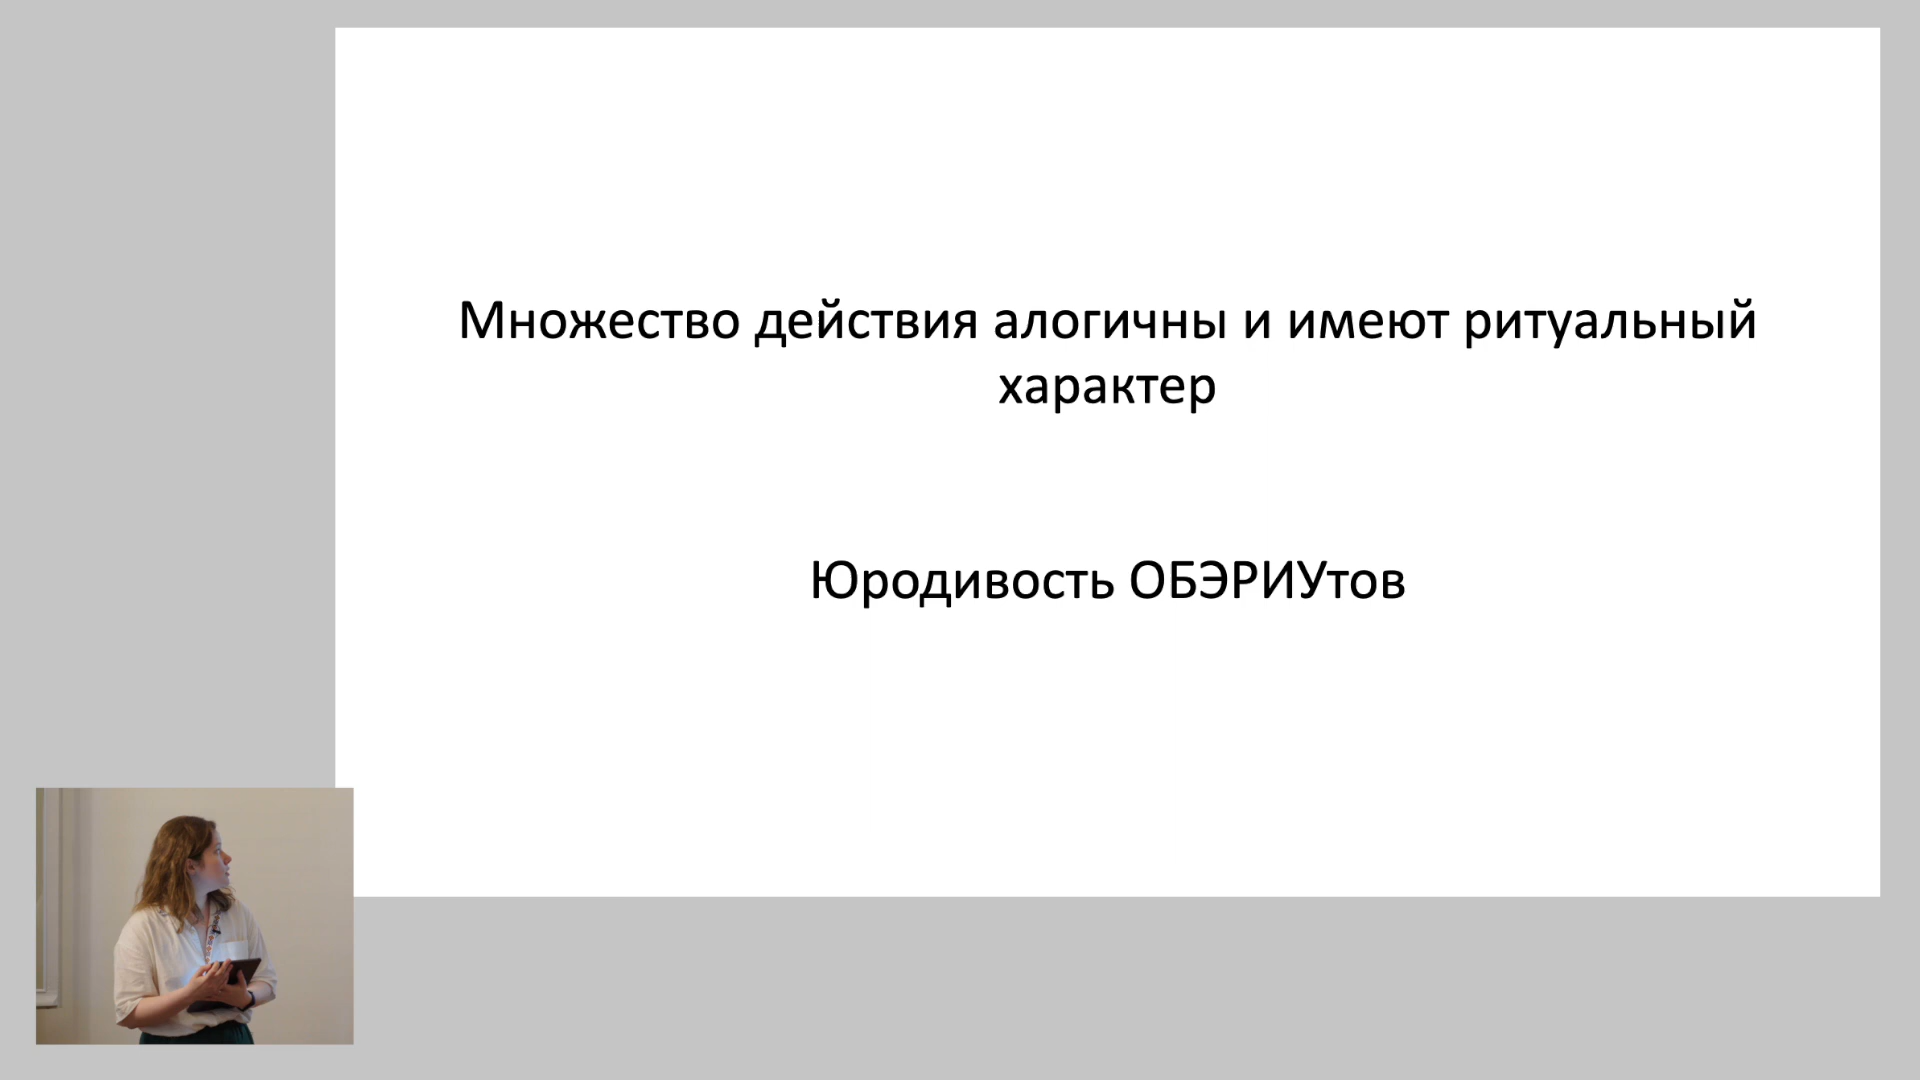 Множество действия алогичны и имеют ритуальный
характер
Юродивость ОБЭРИУтов